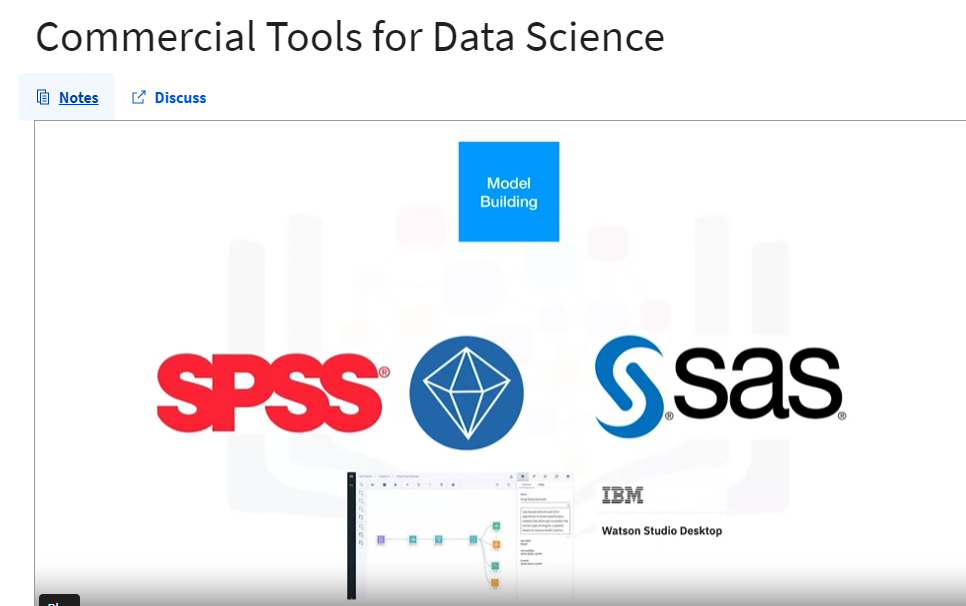 Commercial Tools for Data Science
Notes
Discuss
Model
Building
SPSS®
®
sas®
IBM
Watson Studio Desktop